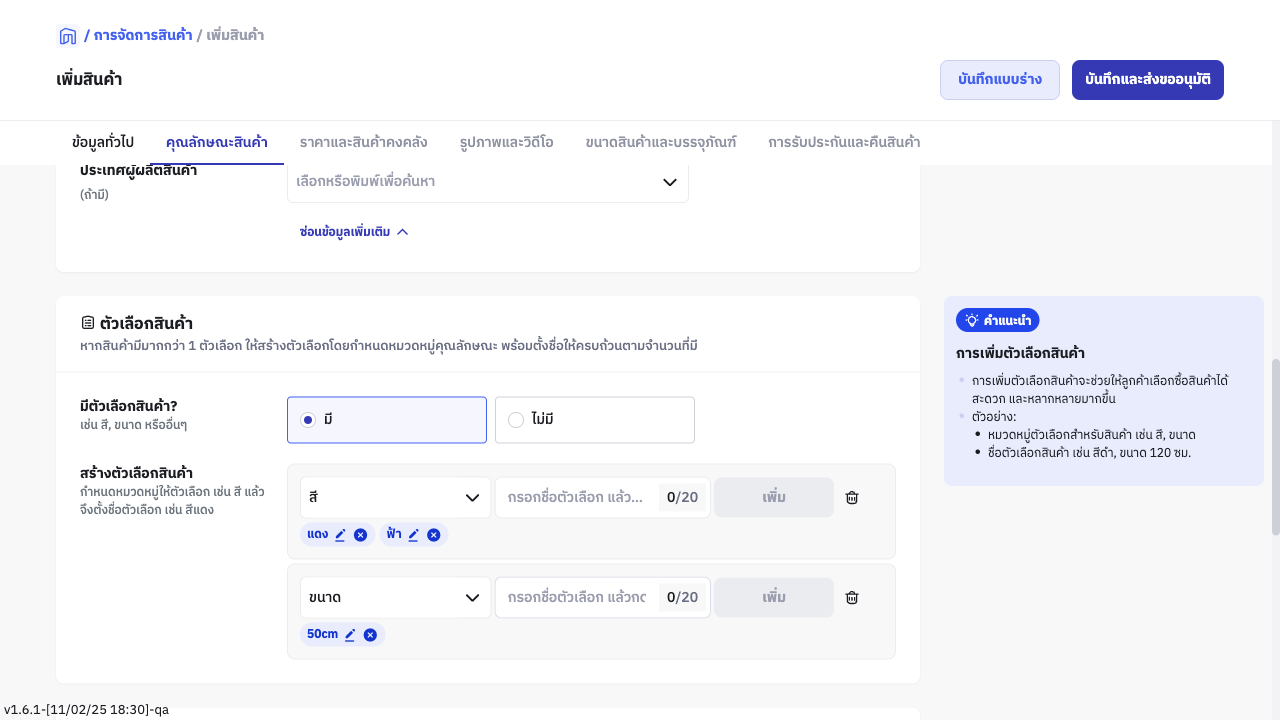 / การจัดการสินค้า / เพิ่มสินค้า
เพิ่มสินค้า
บันทึกแบบร่าง
บันทึกและส่งขออนุมัติ
ข้อมูลทั่วไป
คุณลักษณะสินค้า
ราคาและสินค้าคงคลัง
รูปภาพและวิดีโอ
ขนาดสินค้าและบรรจุภัณฑ์
การรับประกันและคืนสินค้า
ประเทศผู้ผลิตสินค้า
(ถ้ามี)
เลือกหรือพิมพ์เพื่อค้นหา
ซ่อนข้อมูลเพิ่มเติม
ตัวเลือกสินค้า
หากสินค้ามีมากกว่า 1 ตัวเลือก ให้สร้างตัวเลือกโดยกำหนดหมวดหมู่คุณลักษณะ พร้อมตั้งชื่อให้ครบถ้วนตามจำนวนที่มี
มีตัวเลือกสินค้า?
เช่น สี, ขนาด หรืออื่นๆ
มี
ไม่มี
สร้างตัวเลือกสินค้า
กำหนดหมวดหมู่ให้ตัวเลือก เช่น สี แล้ว
จึงตั้งชื่อตัวเลือก เช่น สีแดง
สี
กรอกชื่อตัวเลือก แล้ว...
0/20
เพิ่ม
แดง
ฟ้า
ขนาด
กรอกชื่อตัวเลือก แล้วกด
0/20
เพิ่ม
50cm
คำแนะนำ
การเพิ่มตัวเลือกสินค้า
การเพิ่มตัวเลือกสินค้าจะช่วยให้ลูกค้าเลือกซื้อสินค้าได้
สะดวก และหลากหลายมากขึ้น
ตัวอย่าง:
หมวดหมู่ตัวเลือกสำหรับสินค้า เช่น สี, ขนาด
ชื่อตัวเลือกสินค้า เช่น สีดำ, ขนาด 120 ซม.
v1.6.1-[11/02/25 18:30]-qa